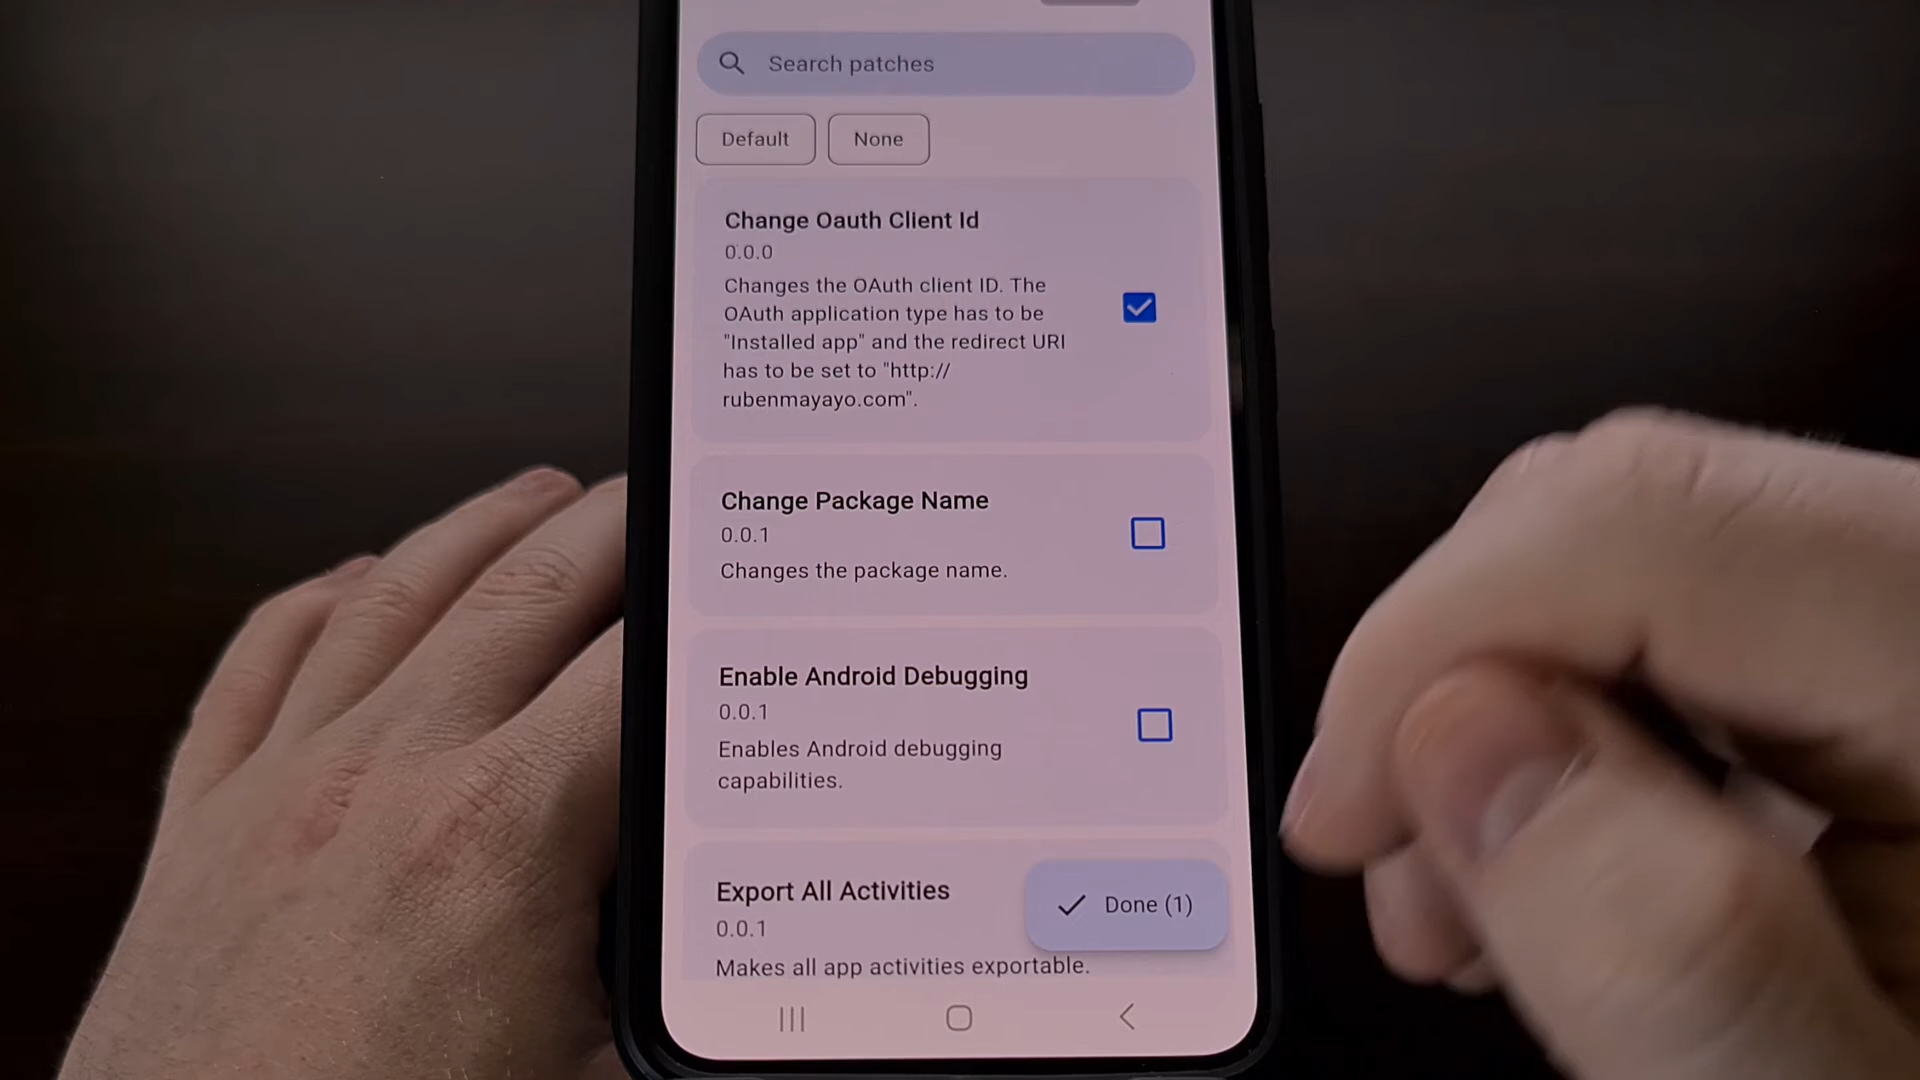 Search patches
Default
None
Change Oauth Client Id
0.0.0
Changes the OAuth client ID. The
OAuth application type has to be
"Installed app" and the redirect URI
has to be set to "http://
rubenmayayo.com".
Change Package Name
0.0.1
Changes the package name.
Enable Android Debugging
0.0.1
Enables Android debugging
capabilities.
Export All Activities
0.0.1
Done (1)
Makes all app activities exportable.